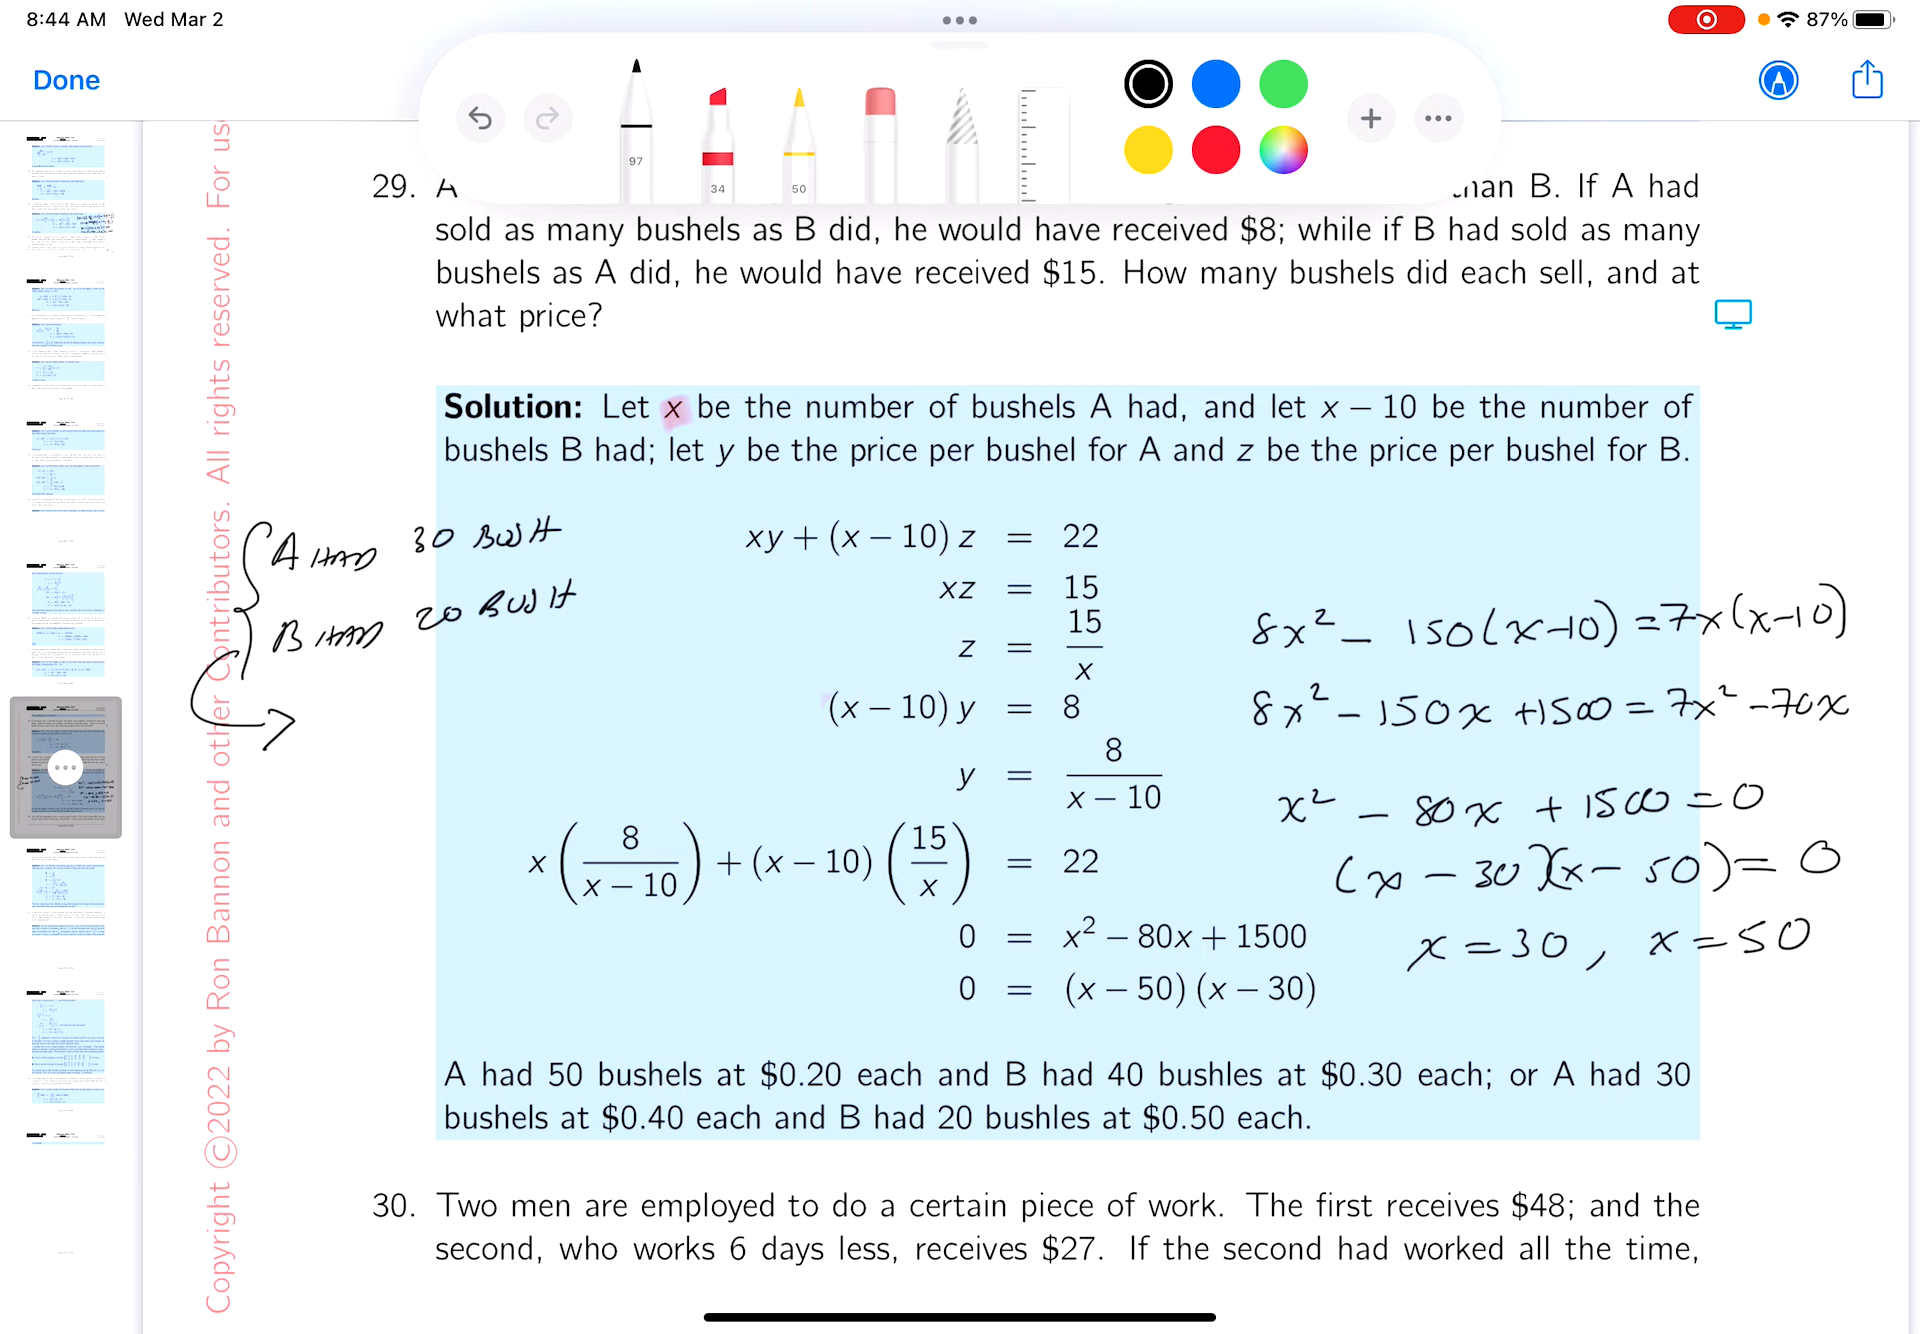 8:44 AM Wed Mar 2
87%
Done
97
34
50
29. A
than B. If A had
sold as many bushels as B did, he would have received $8; while if B had sold as many
bushels as A did, he would have received $15. How many bushels did each sell, and at
what price?
Solution: Let x be the number of bushels A had, and let x − 10 be the number of
bushels B had; let y be the price per bushel for A and z be the price per bushel for B.
xy + (x − 10) z = 22
xz = 15
z = 15/x
(x − 10) y = 8
y = 8/(x − 10)
x (8/(x − 10)) + (x − 10) (15/x) = 22
0 = x² − 80x + 1500
0 = (x − 50) (x − 30)
A had 50 bushels at $0.20 each and B had 40 bushles at $0.30 each; or A had 30
bushels at $0.40 each and B had 20 bushles at $0.50 each.
A HAD 30 BUSH
B HAD 20 BUSH
8x² − 150(x−10) = 7x(x−10)
8x² − 150x + 1500 = 7x² − 70x
x² − 80x + 1500 = 0
(x − 30)(x − 50) = 0
x = 30, x = 50
30. Two men are employed to do a certain piece of work. The first receives $48; and the
second, who works 6 days less, receives $27. If the second had worked all the time,
Copyright ©2022 by Ron Bannon and other Contributors. All rights reserved. For us